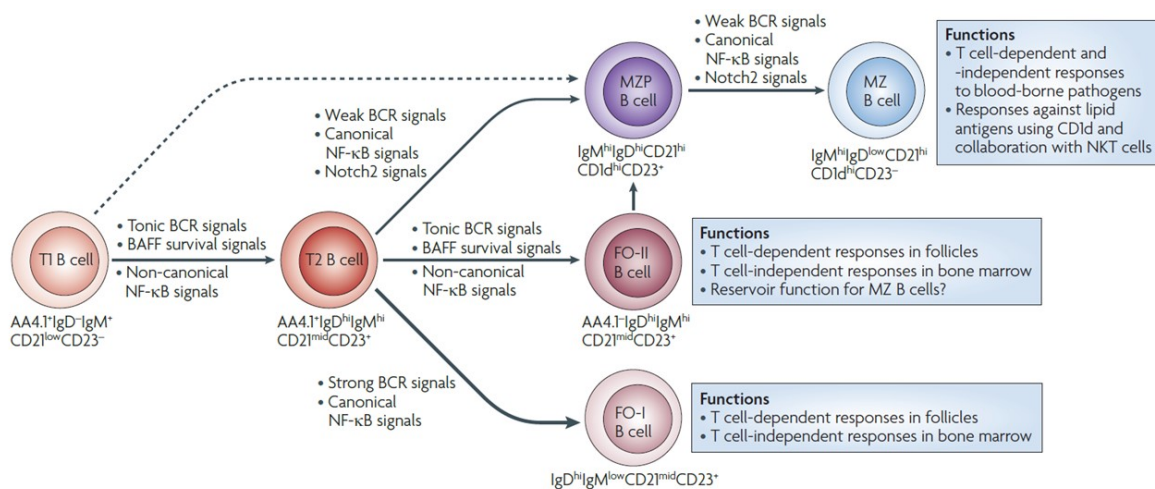 • Weak BCR signals
• Canonical
NF-κB signals
• Notch2 signals
MZP
B cell
IgMʰⁱIgDʰⁱCD21ʰⁱ
CD1dʰⁱCD23⁺
MZ
B cell
IgMʰⁱIgDˡᵒʷCD21ʰⁱ
CD1dʰⁱCD23⁻
Functions
• T cell-dependent and
-independent responses
to blood-borne pathogens
• Responses against lipid
antigens using CD1d and
collaboration with NKT cells
• Weak BCR signals
• Canonical
NF-κB signals
• Notch2 signals
T1 B cell
AA4.1⁺IgD⁻IgM⁺
CD21ˡᵒʷCD23⁻
• Tonic BCR signals
• BAFF survival signals
• Non-canonical
NF-κB signals
T2 B cell
AA4.1⁺IgDʰⁱIgMʰⁱ
CD21ᵐⁱᵈCD23⁺
• Tonic BCR signals
• BAFF survival signals
• Non-canonical
NF-κB signals
FO-II
B cell
AA4.1⁻IgDʰⁱIgMʰⁱ
CD21ᵐⁱᵈCD23⁺
Functions
• T cell-dependent responses in follicles
• T cell-independent responses in bone marrow
• Reservoir function for MZ B cells?
• Strong BCR signals
• Canonical
NF-κB signals
FO-I
B cell
IgDʰⁱIgMˡᵒʷCD21ᵐⁱᵈCD23⁺
Functions
• T cell-dependent responses in follicles
• T cell-independent responses in bone marrow